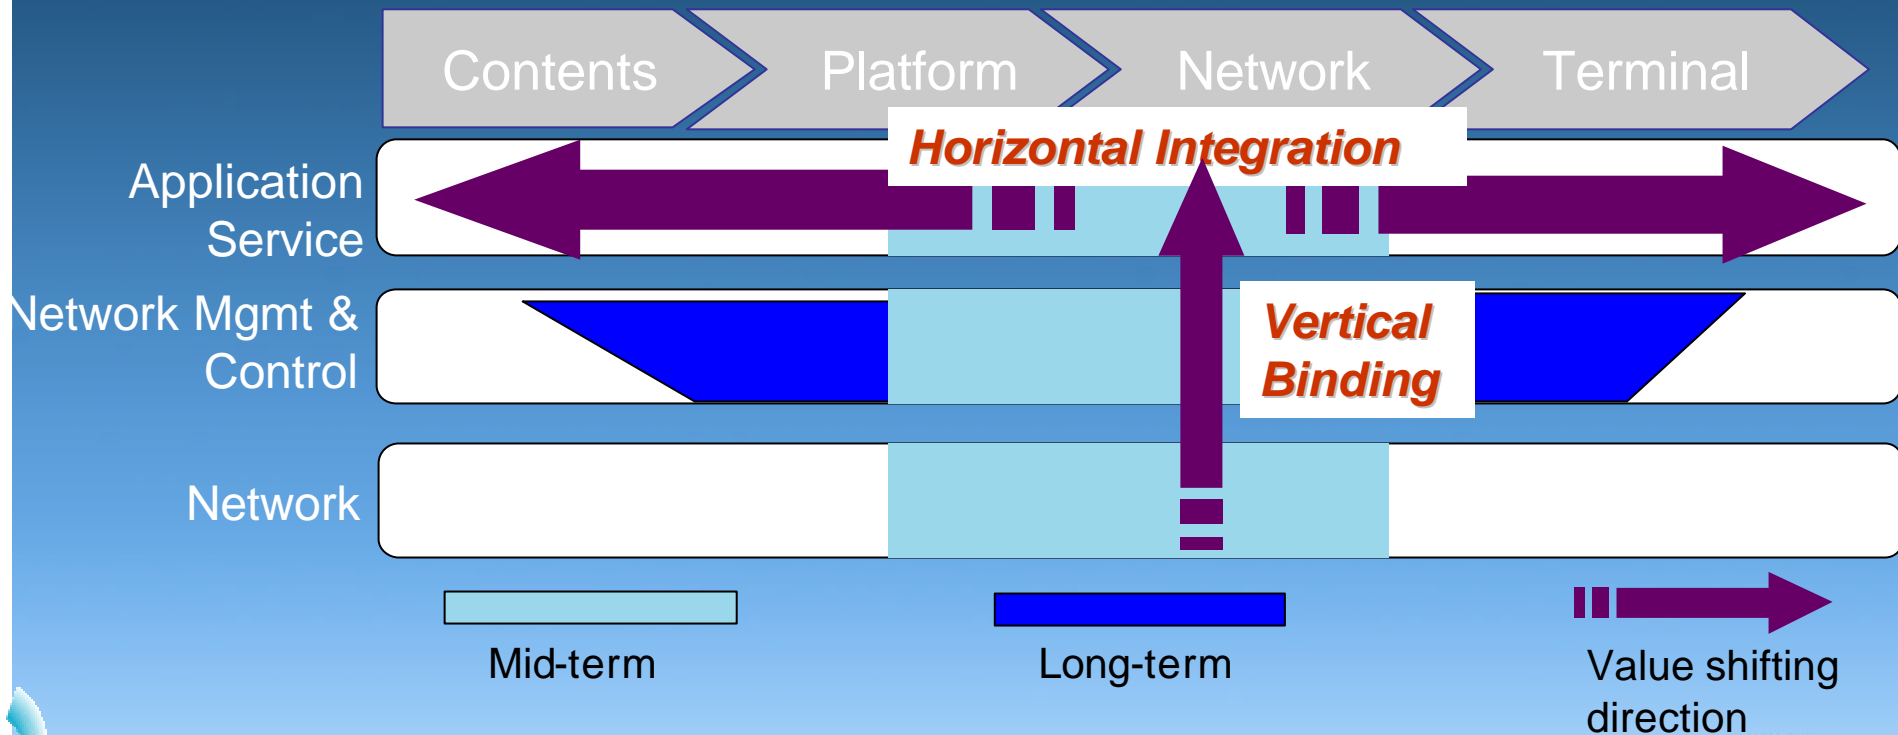 Contents
Platform
Network
Terminal
Horizontal Integration
Application
Service
Network Mgmt &
Control
Vertical
Binding
Network
Mid-term
Long-term
Value shifting
direction